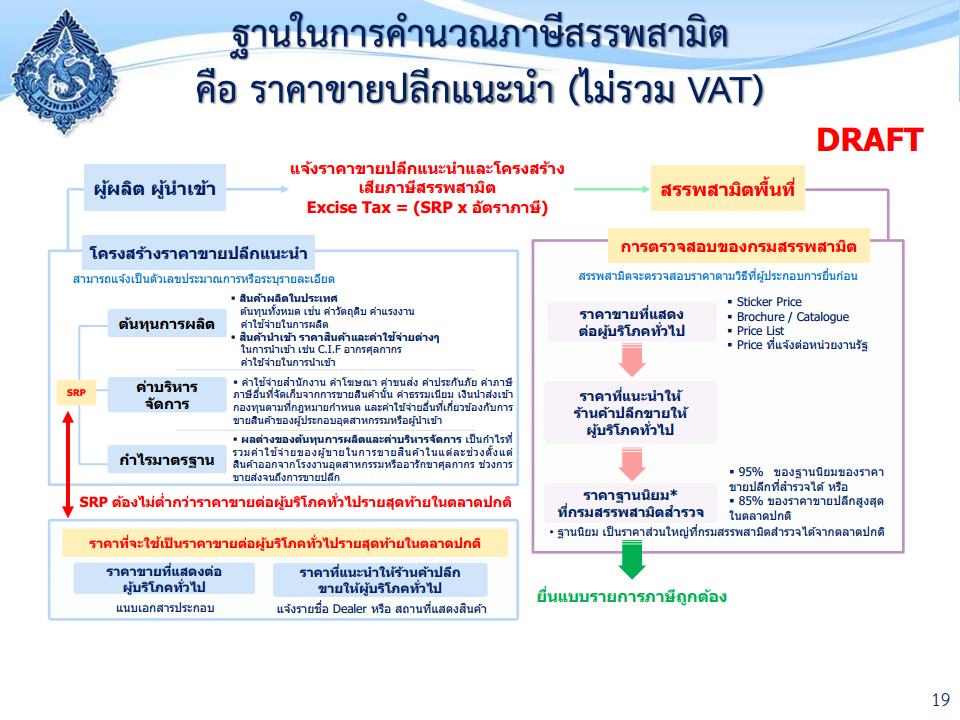 ฐานในการคำนวณภาษีสรรพสามิต
คือ ราคาขายปลีกแนะนำ (ไม่รวม VAT)
สรรพสามิต
DRAFT
ผู้ผลิต ผู้นำเข้า
แจ้งราคาขายปลีกแนะนำและโครงสร้าง
เสียภาษีสรรพสามิต
Excise Tax = (SRP x อัตราภาษี)
สรรพสามิตพื้นที่
โครงสร้างราคาขายปลีกแนะนำ
สามารถแจ้งเป็นตัวเลขประมาณการหรือระบุรายละเอียด
ต้นทุนการผลิต
▪ สินค้าผลิตในประเทศ
ต้นทุนทั้งหมด เช่น ค่าวัตถุดิบ ค่าแรงงาน
ค่าใช้จ่ายในการผลิต
▪ สินค้านำเข้า ราคาสินค้าและค่าใช้จ่ายต่างๆ
ในการนำเข้า เช่น C.I.F อากรศุลกากร
ค่าใช้จ่ายในการนำเข้า
SRP
ค่าบริหาร
จัดการ
▪ ค่าใช้จ่ายสำนักงาน ค่าโฆษณา ค่าขนส่ง ค่าประกันภัย ค่าภาษี
ภาษีอื่นที่จัดเก็บจากการขายสินค้านั้น ค่าธรรมเนียม เงินนำส่งเข้า
กองทุนตามที่กฎหมายกำหนด และค่าใช้จ่ายอื่นที่เกี่ยวข้องกับการ
ขายสินค้าของผู้ประกอบอุตสาหกรรมหรือผู้นำเข้า
กำไรมาตรฐาน
▪ ผลต่างของต้นทุนการผลิตและค่าบริหารจัดการ เป็นกำไรที่
รวมค่าใช้จ่ายของผู้ขายในการขายสินค้าในแต่ละช่วงตั้งแต่
สินค้าออกจากโรงงานอุตสาหกรรมหรืออารักขาศุลกากร ช่วงการ
ขายส่งจนถึงการขายปลีก
SRP ต้องไม่ต่ำกว่าราคาขายต่อผู้บริโภคทั่วไปรายสุดท้ายในตลาดปกติ
ราคาที่จะใช้เป็นราคาขายต่อผู้บริโภคทั่วไปรายสุดท้ายในตลาดปกติ
ราคาขายที่แสดงต่อ
ผู้บริโภคทั่วไป
แนบเอกสารประกอบ
ราคาที่แนะนำให้ร้านค้าปลีก
ขายให้ผู้บริโภคทั่วไป
แจ้งรายชื่อ Dealer หรือ สถานที่แสดงสินค้า
การตรวจสอบของกรมสรรพสามิต
สรรพสามิตจะตรวจสอบราคาตามวิธีที่ผู้ประกอบการยื่นก่อน
ราคาขายที่แสดง
ต่อผู้บริโภคทั่วไป
▪ Sticker Price
▪ Brochure / Catalogue
▪ Price List
▪ Price ที่แจ้งต่อหน่วยงานรัฐ
ราคาที่แนะนำให้
ร้านค้าปลีกขายให้
ผู้บริโภคทั่วไป
ราคาฐานนิยม*
ที่กรมสรรพสามิตสำรวจ
▪ 95% ของฐานนิยมของราคา
ขายปลีกที่สำรวจได้ หรือ
▪ 85% ของราคาขายปลีกสูงสุด
ในตลาดปกติ
• ฐานนิยม เป็นราคาส่วนใหญ่ที่กรมสรรพสามิตสำรวจได้จากตลาดปกติ
ยื่นแบบรายการภาษีถูกต้อง
19